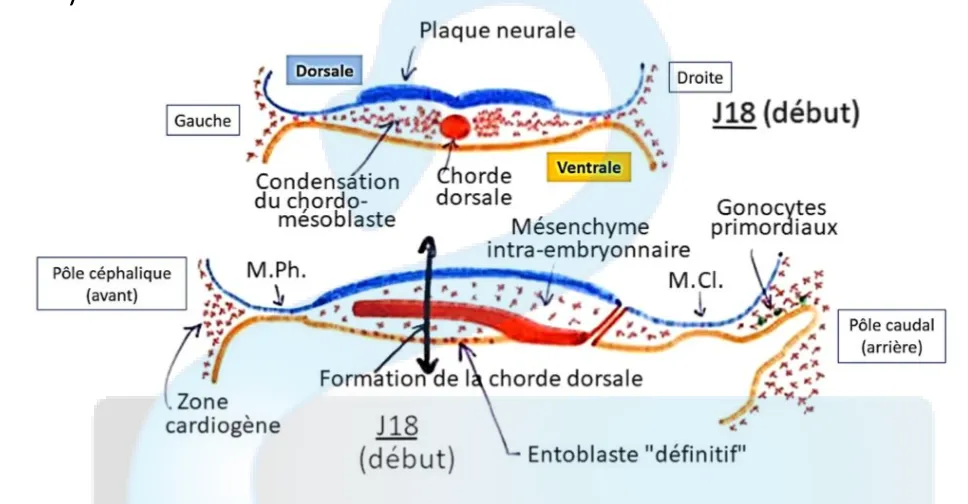 Plaque neurale
Dorsale
Droite
Gauche
J18 (début)
Ventrale
Condensation
du chordo-
mésoblaste
Chorde
dorsale
Mésenchyme
intra-embryonnaire
Gonocytes
primordiaux
Pôle céphalique
(avant)
M.Ph.
M.Cl.
Pôle caudal
(arrière)
Formation de la chorde dorsale
Zone
cardiogène
J18
(début)
Entoblaste "définitif"